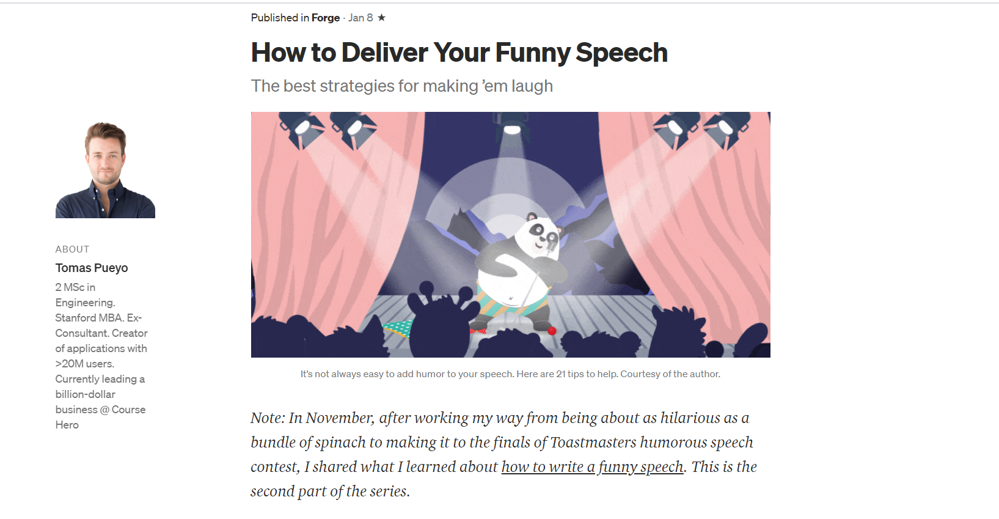 Published in Forge · Jan 8 ★
How to Deliver Your Funny Speech
The best strategies for making ’em laugh
ABOUT
Tomas Pueyo
2 MSc in
Engineering.
Stanford MBA. Ex-
Consultant. Creator
of applications with
>20M users.
Currently leading a
billion-dollar
business @ Course
Hero
It’s not always easy to add humor to your speech. Here are 21 tips to help. Courtesy of the author.
Note: In November, after working my way from being about as hilarious as a
bundle of spinach to making it to the finals of Toastmasters humorous speech
contest, I shared what I learned about how to write a funny speech. This is the
second part of the series.